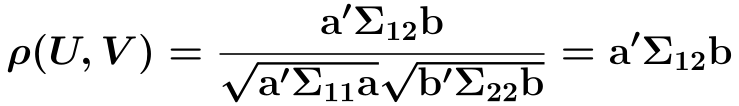 ρ(U, V) = a′Σ₁₂b / (√(a′Σ₁₁a) √(b′Σ₂₂b)) = a′Σ₁₂b